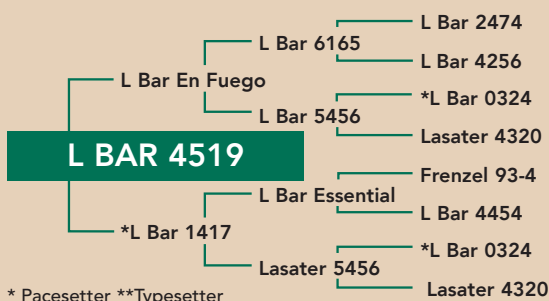 L Bar 2474
L Bar 6165
L Bar 4256
L Bar En Fuego
*L Bar 0324
L Bar 5456
Lasater 4320
L BAR 4519
Frenzel 93-4
L Bar Essential
L Bar 4454
*L Bar 1417
*L Bar 0324
Lasater 5456
Lasater 4320
* Pacesetter **Typesetter